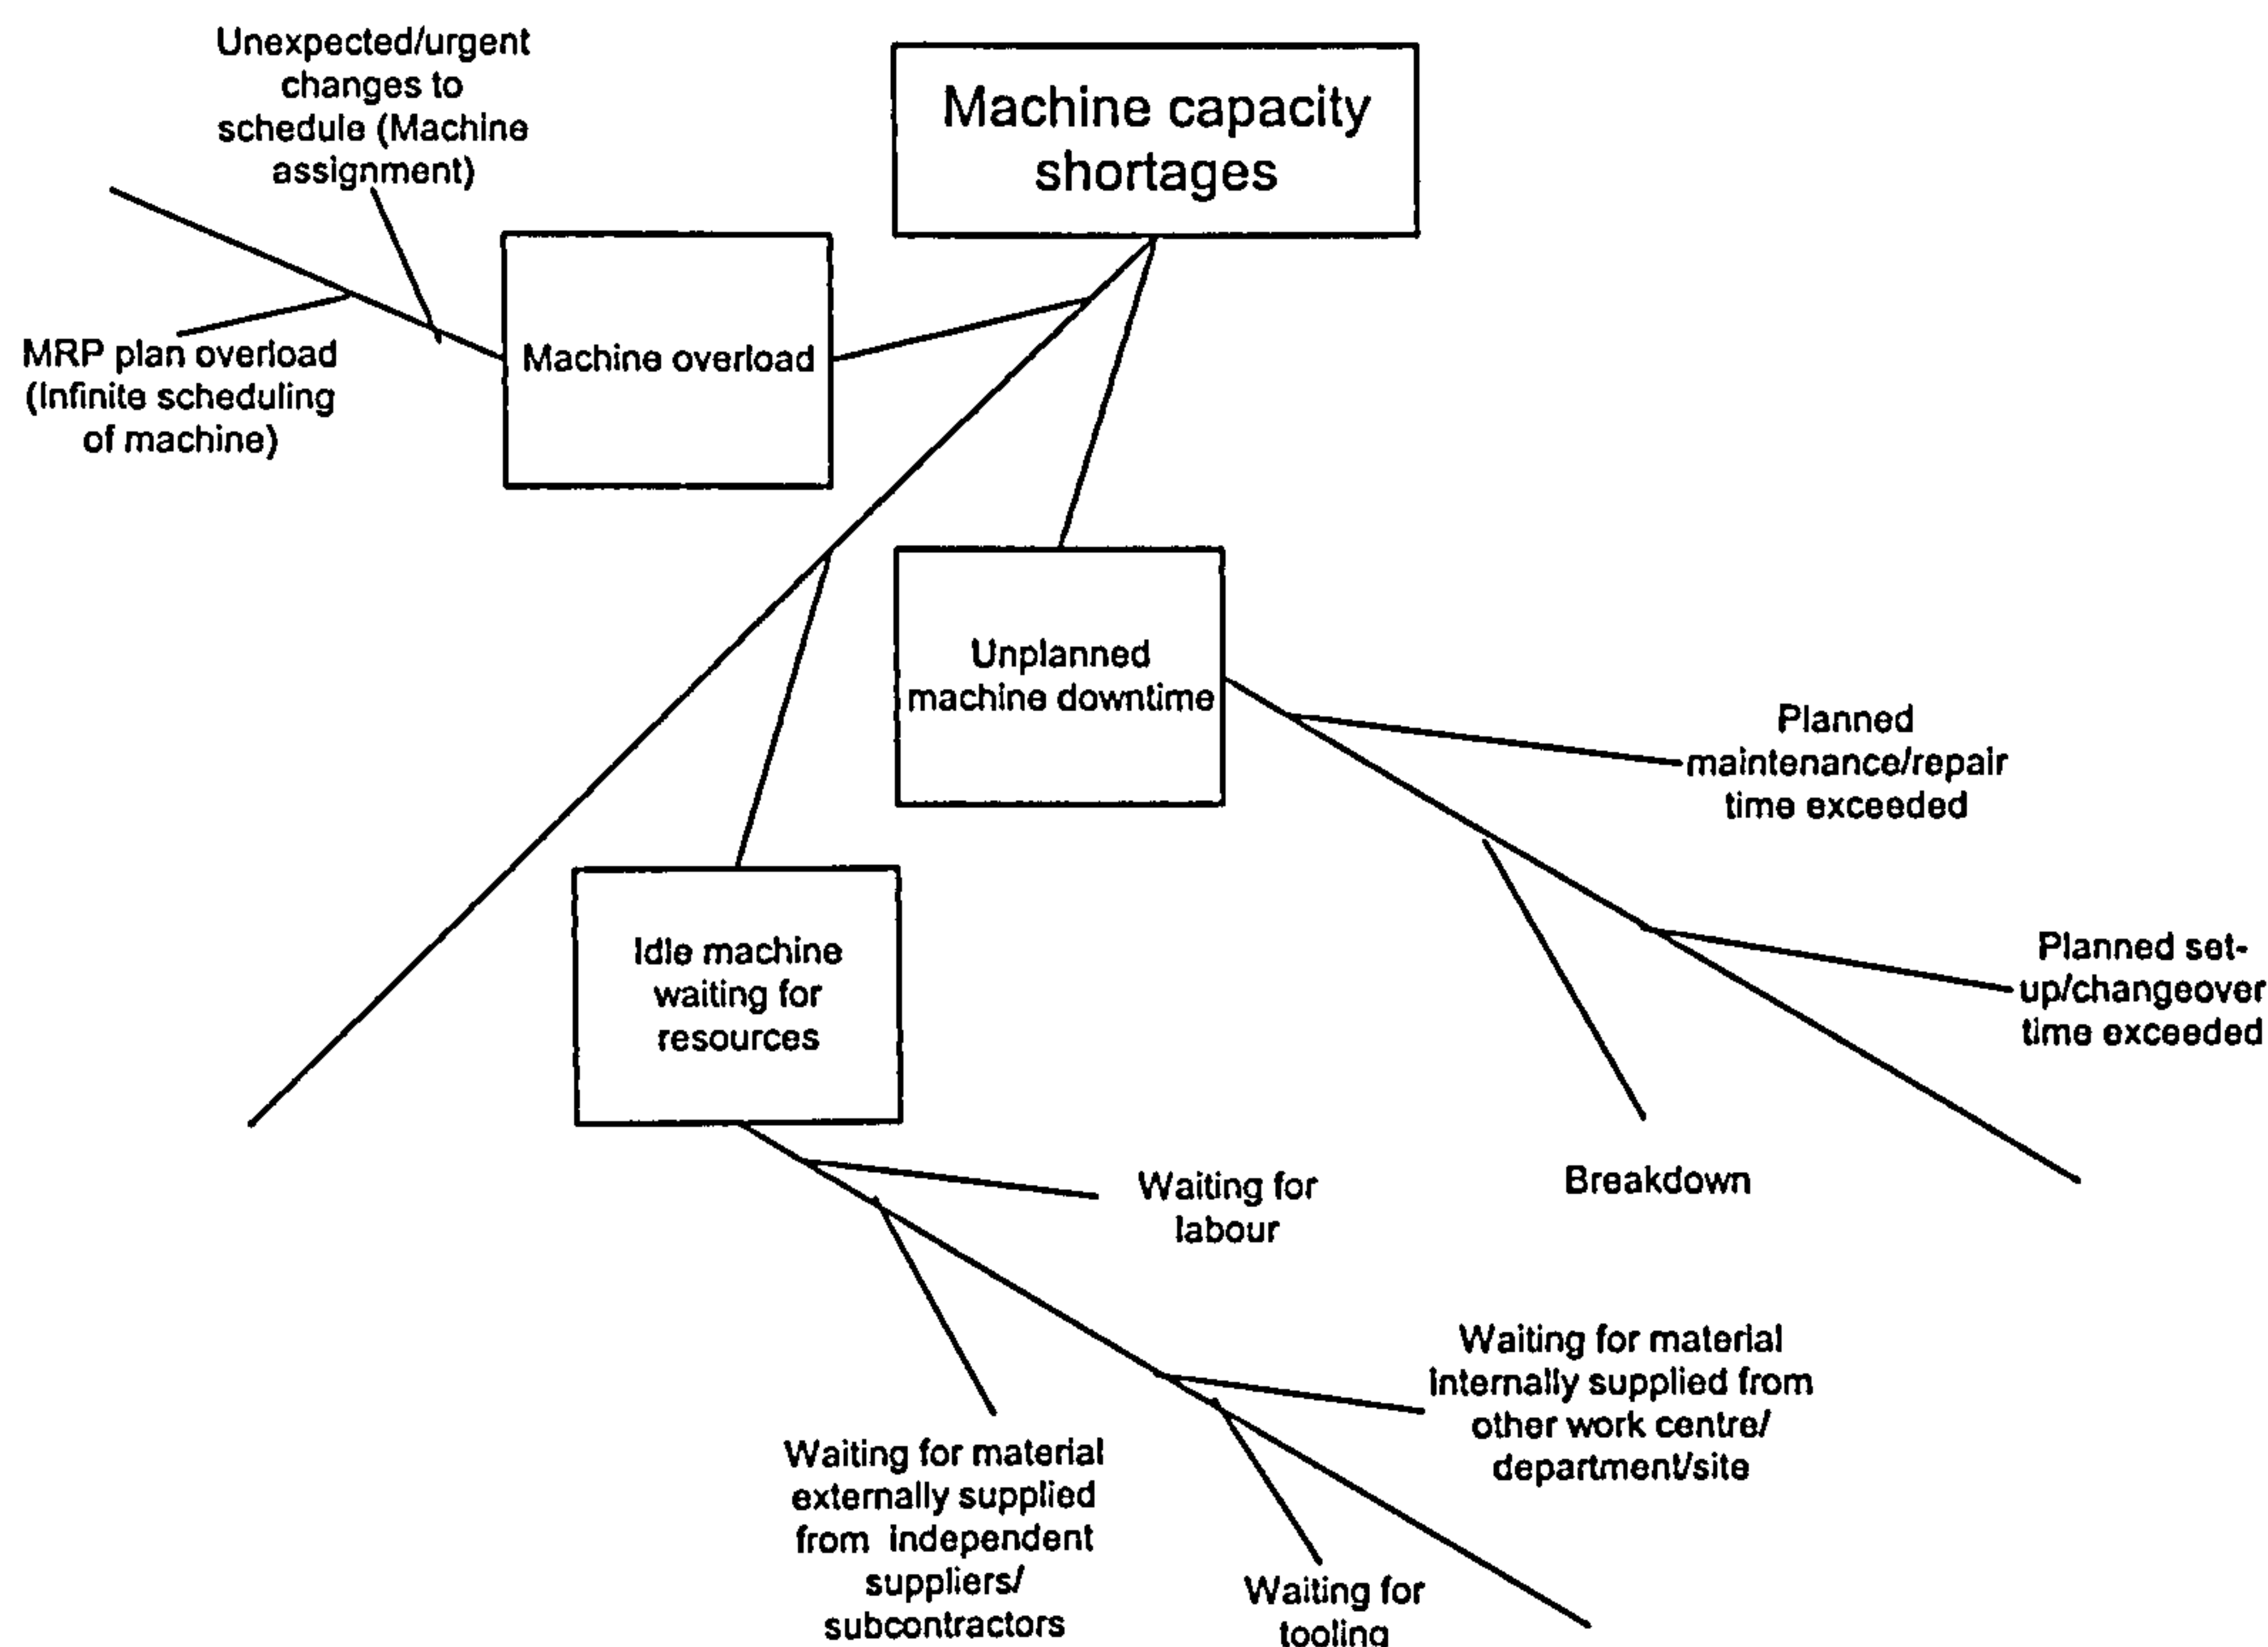 Unexpected/urgent
changes to
schedule (Machine
assignment)
Machine capacity
shortages
MRP plan overload
(Infinite scheduling
of machine)
Machine overload
Unplanned
machine downtime
Planned
maintenance/repair
time exceeded
Idle machine
waiting for
resources
Planned set-
up/changeover
time exceeded
Breakdown
Waiting for
labour
Waiting for material
internally supplied from
other work centre/
department/site
Waiting for material
externally supplied
from independent
suppliers/
subcontractors
Waiting for
tooling